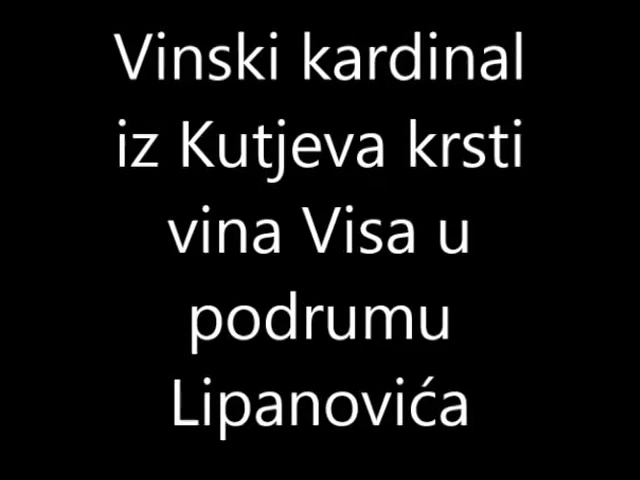 Vinski kardinal
iz Kutjeva krsti
vina Visa u
podrumu
Lipanovića